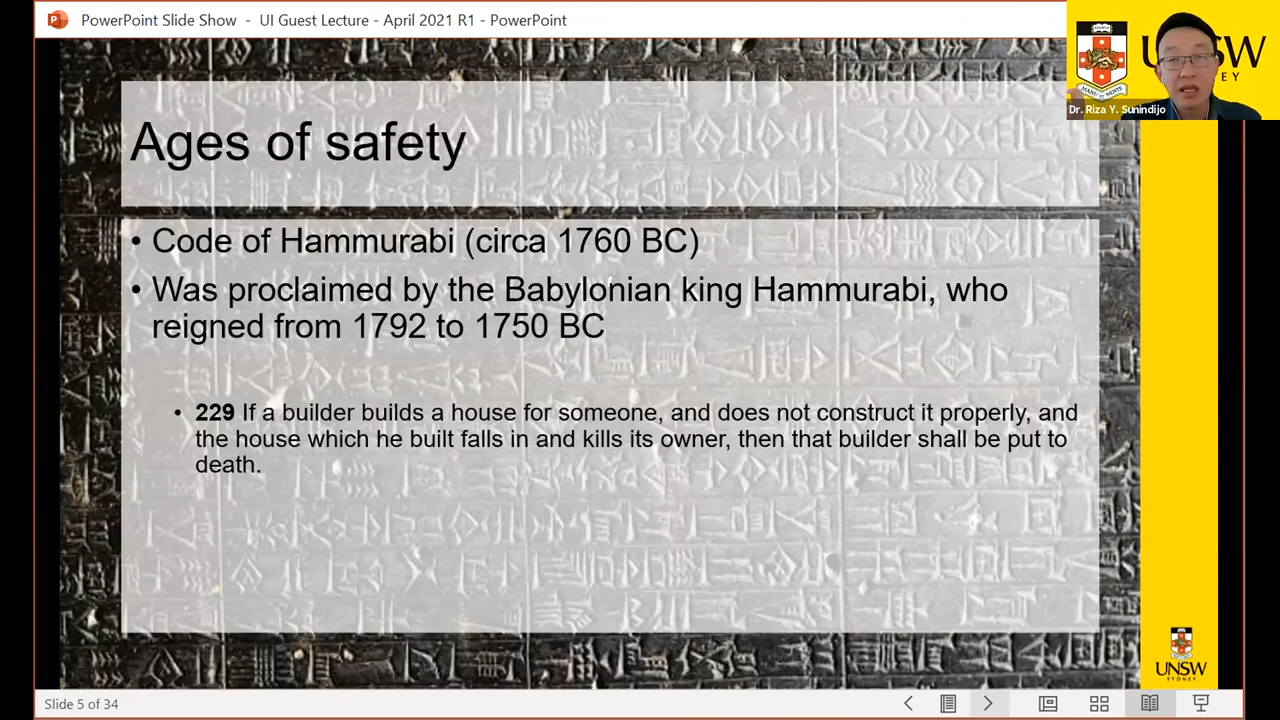 PowerPoint Slide Show - UI Guest Lecture - April 2021 R1 - PowerPoint
Dr. Riza Y. Sunindijo
Ages of safety
• Code of Hammurabi (circa 1760 BC)
• Was proclaimed by the Babylonian king Hammurabi, who
reigned from 1792 to 1750 BC
• 229 If a builder builds a house for someone, and does not construct it properly, and
the house which he built falls in and kills its owner, then that builder shall be put to
death.
UNSW
SYDNEY
Slide 5 of 34